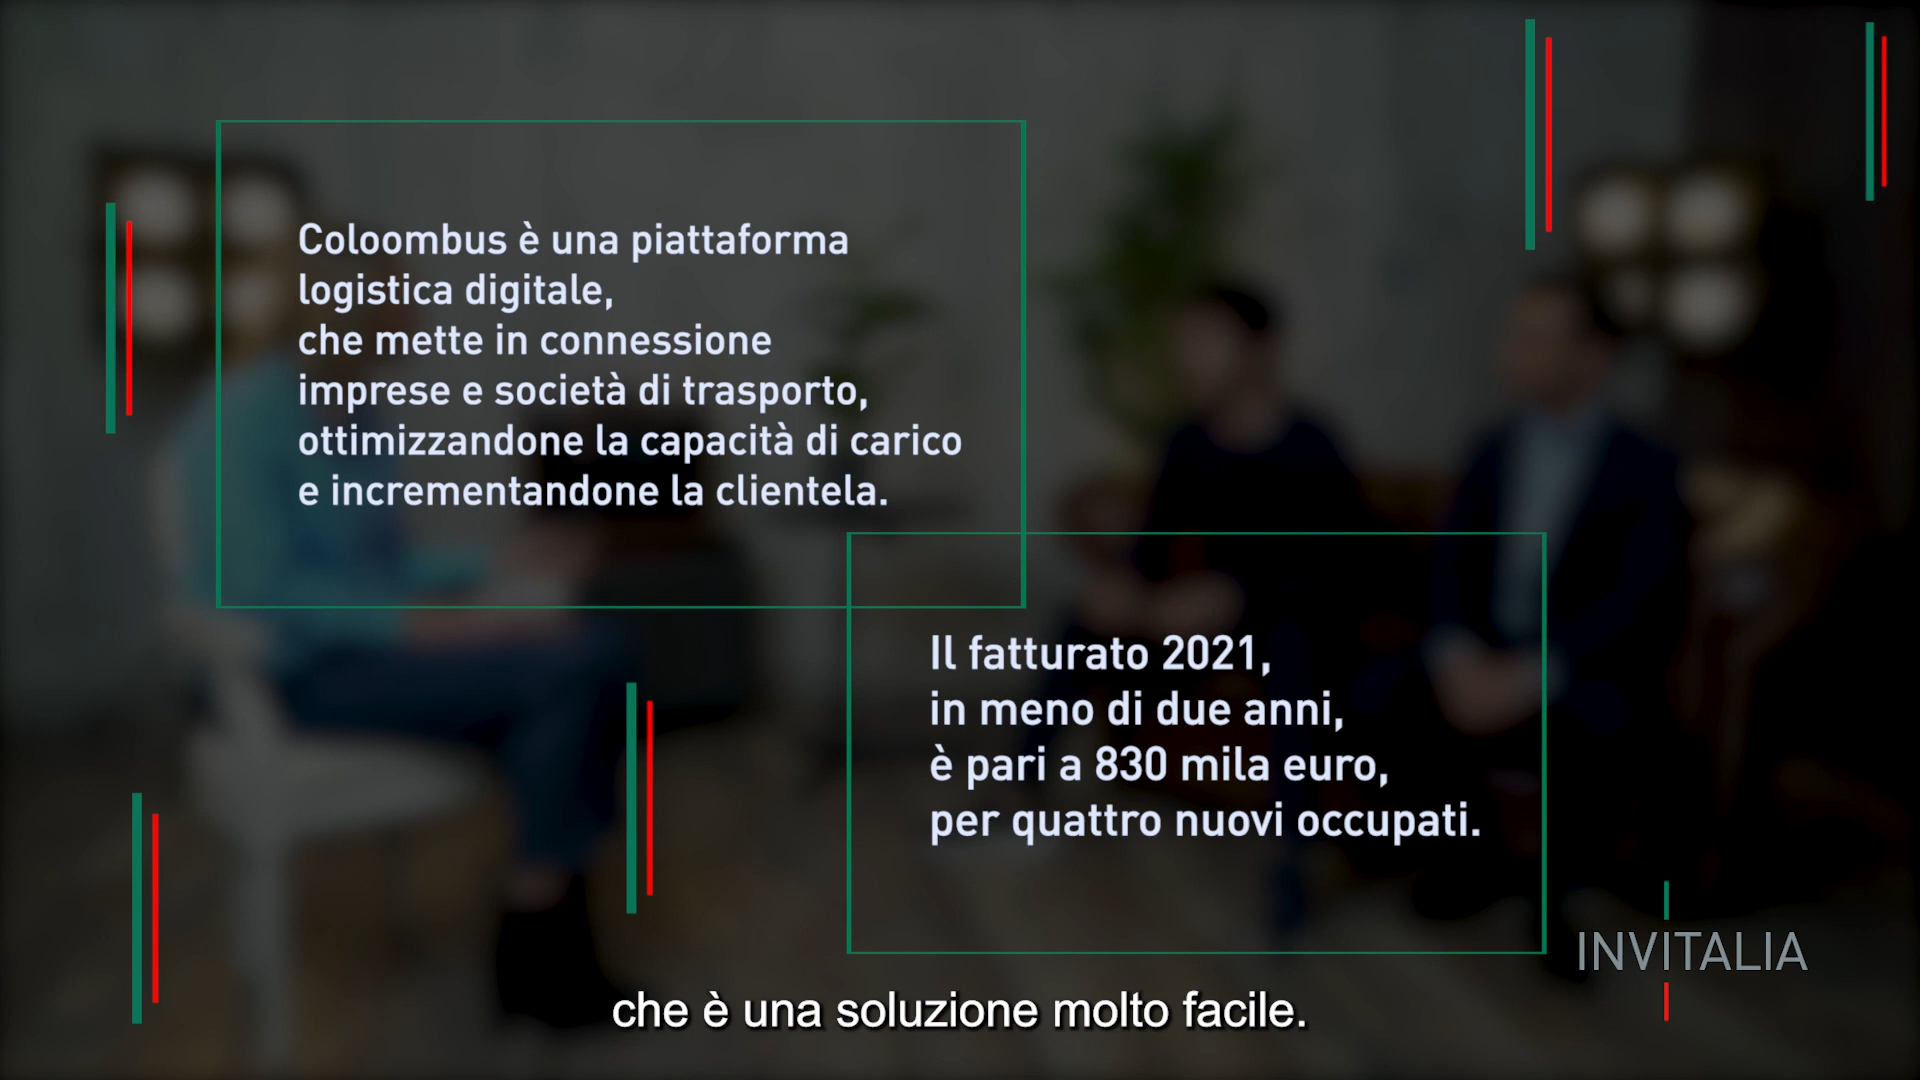 Coloombus è una piattaforma
logistica digitale,
che mette in connessione
imprese e società di trasporto,
ottimizzandone la capacità di carico
e incrementandone la clientela.
Il fatturato 2021,
in meno di due anni,
è pari a 830 mila euro,
per quattro nuovi occupati.
INVITALIA
che è una soluzione molto facile.